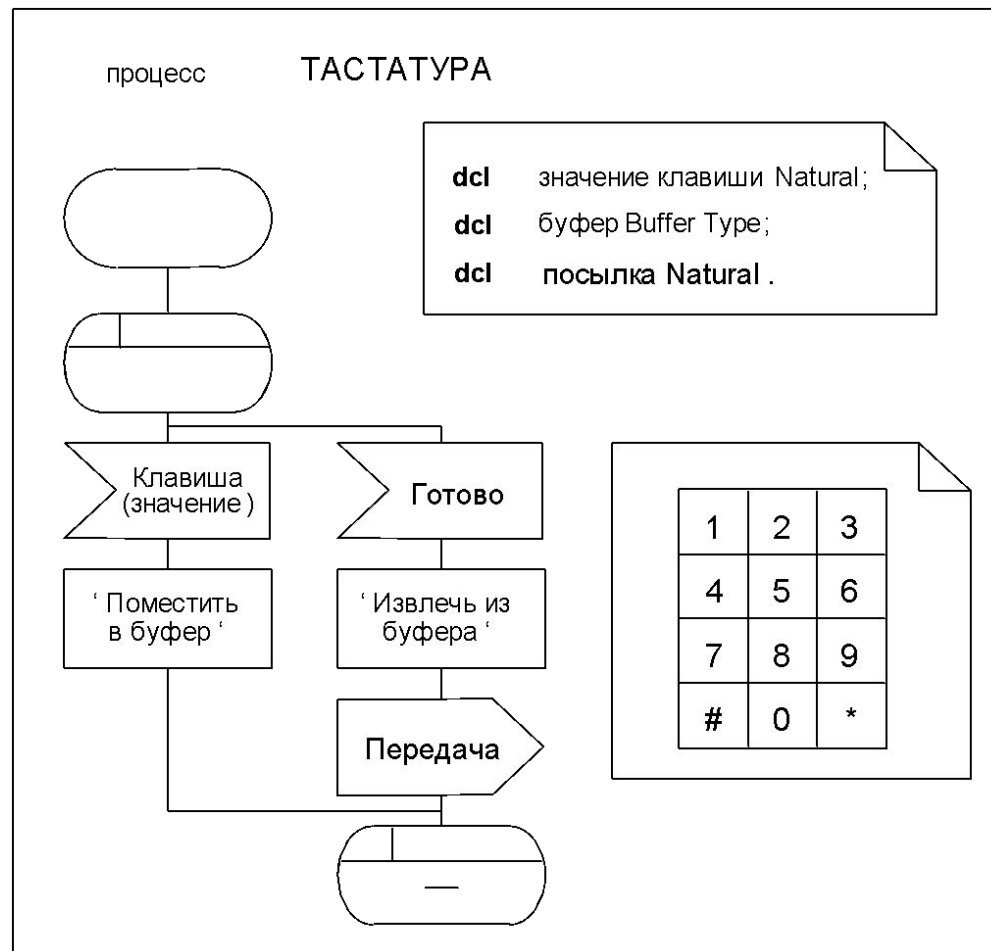 процесс ТАСТАТУРА
dcl значение клавиши Natural;
dcl буфер Buffer Type;
dcl посылка Natural .
Клавиша
(значение )
Готово
‘ Поместить
в буфер ‘
‘ Извлечь из
буфера ‘
Передача
—
1 2 3
4 5 6
7 8 9
# 0 *